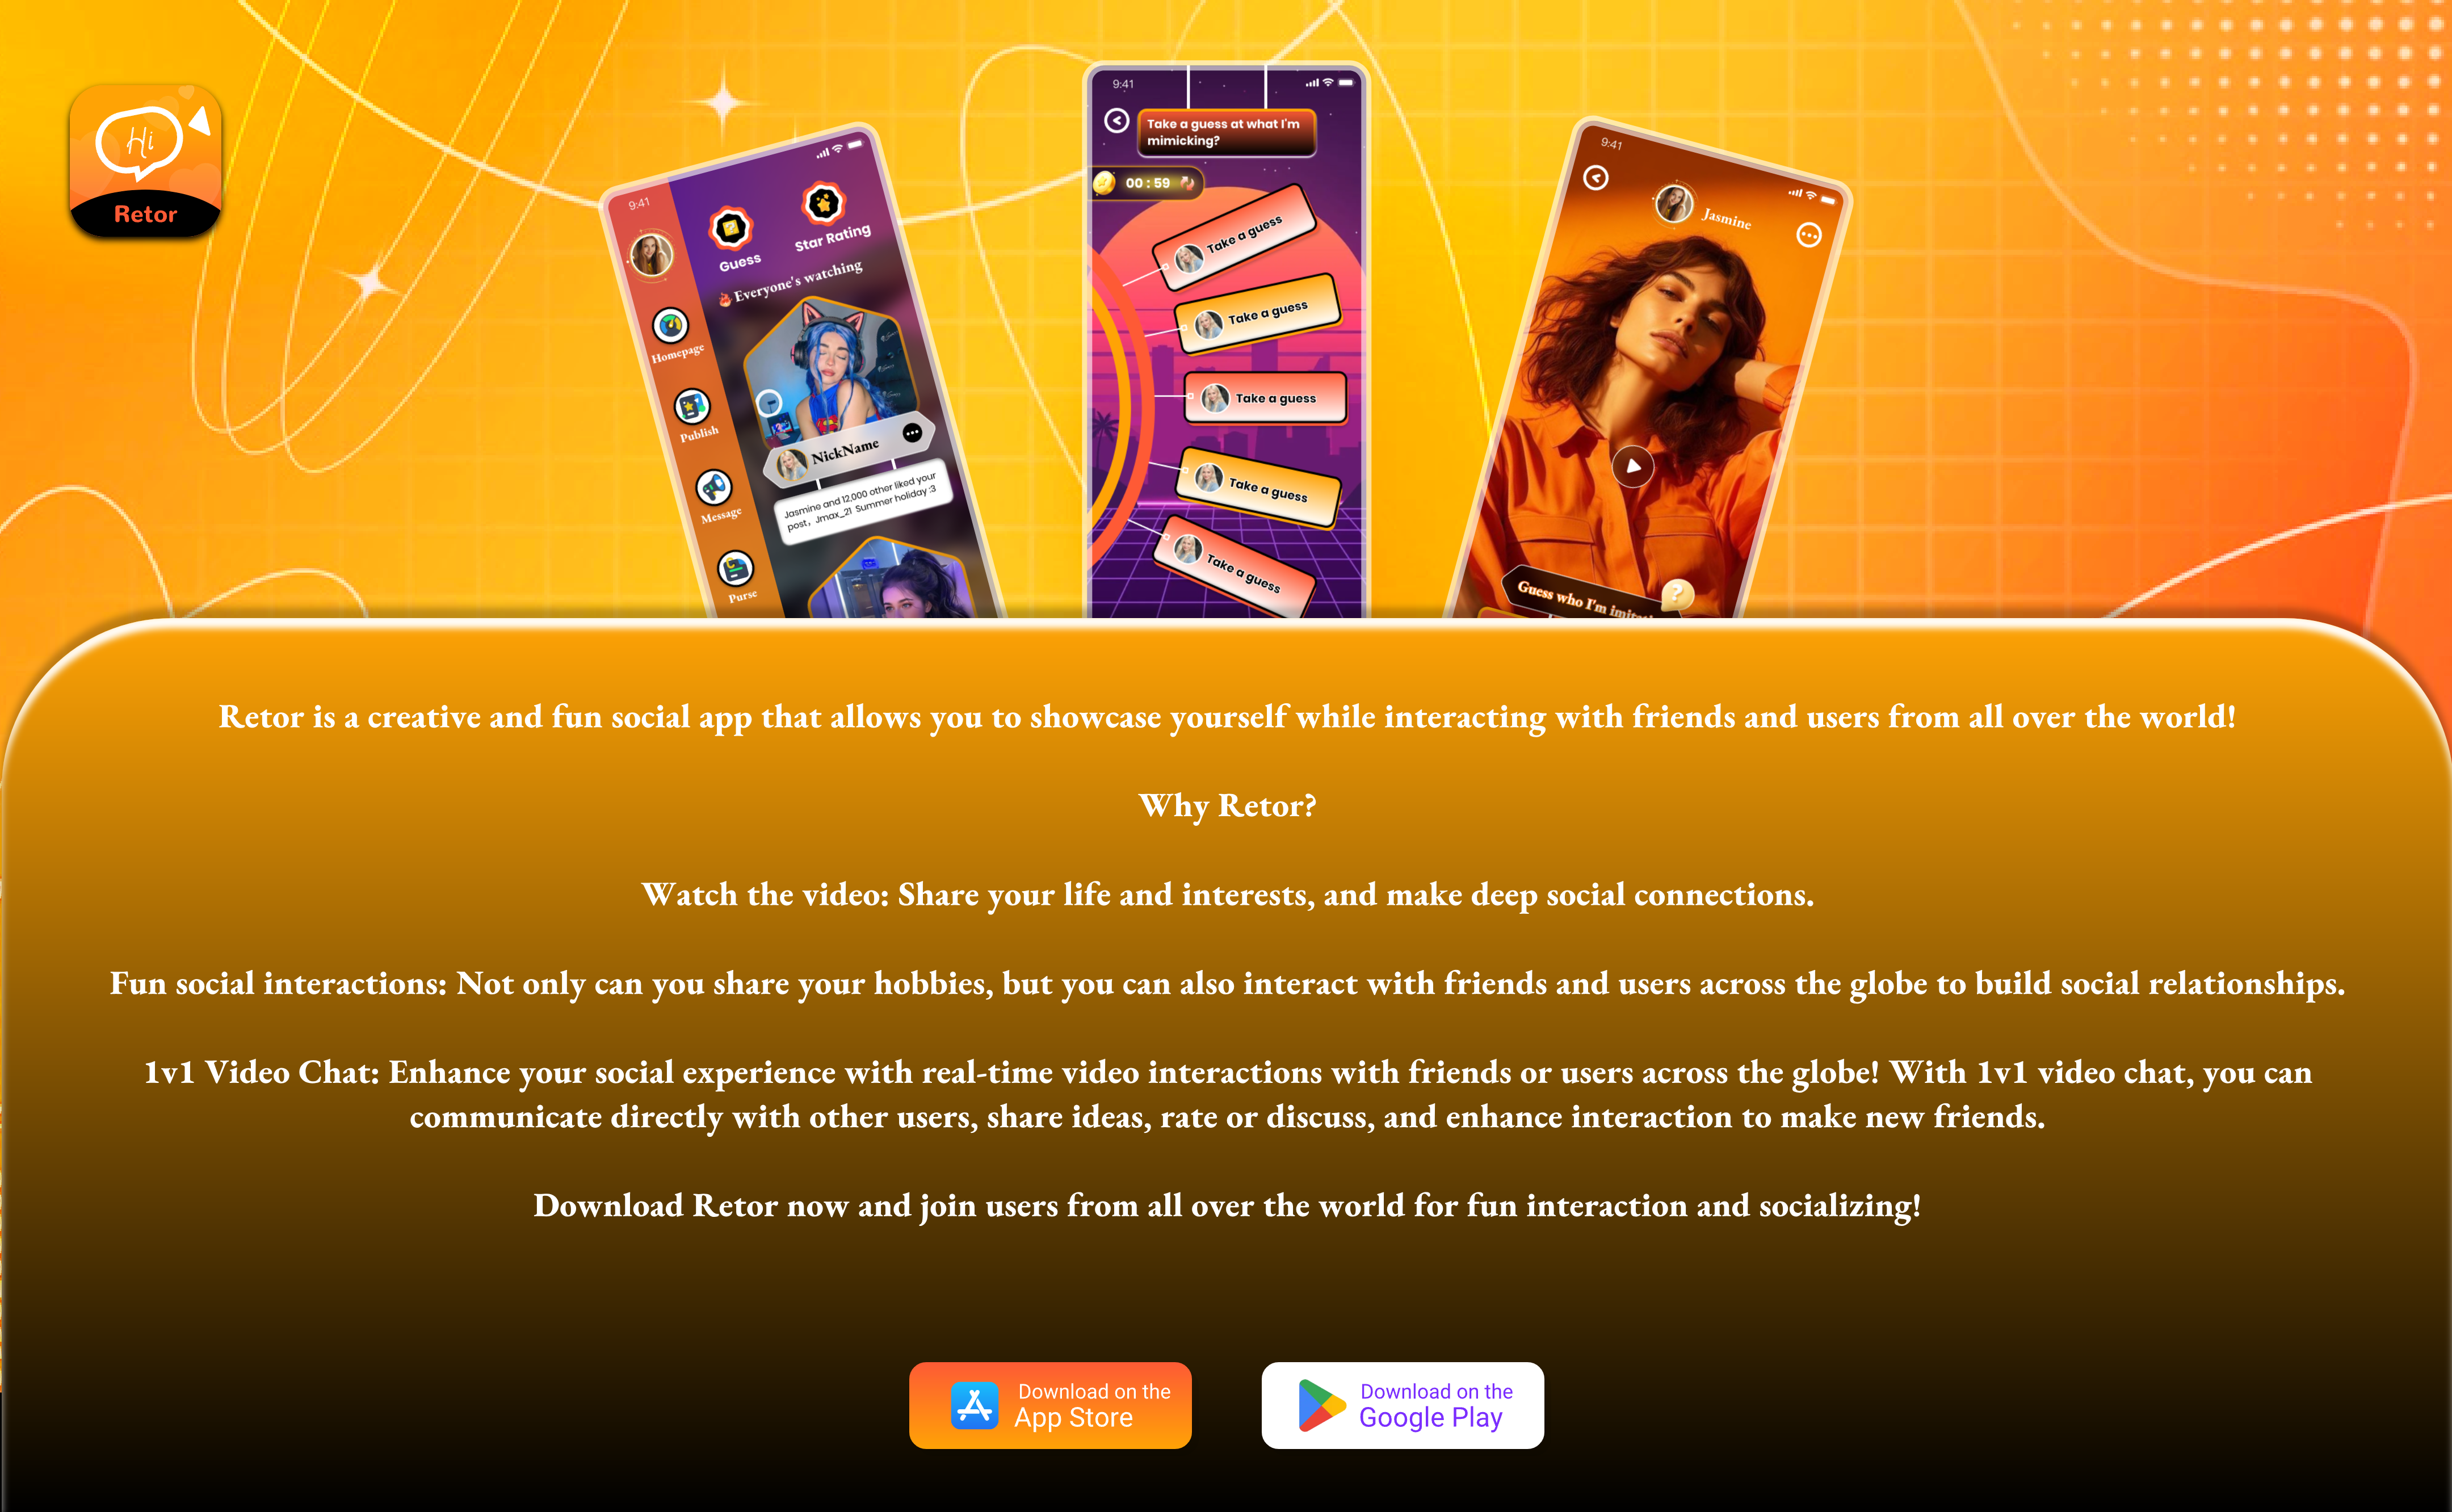 Hi
Retor
9:41
Guess
Star Rating
Everyone's watching
Homepage
Publish
Message
Purse
NickName
Jasmine and 12,000 other liked your
post, Jmax_21 Summer holiday :3
9:41
Take a guess at what I'm
mimicking?
00 : 59
Take a guess
Take a guess
Take a guess
Take a guess
Take a guess
9:41
Jasmine
Guess who I'm
?
Retor is a creative and fun social app that allows you to showcase yourself while interacting with friends and users from all over the world!
Why Retor?
Watch the video: Share your life and interests, and make deep social connections.
Fun social interactions: Not only can you share your hobbies, but you can also interact with friends and users across the globe to build social relationships.
1v1 Video Chat: Enhance your social experience with real-time video interactions with friends or users across the globe! With 1v1 video chat, you can
communicate directly with other users, share ideas, rate or discuss, and enhance interaction to make new friends.
Download Retor now and join users from all over the world for fun interaction and socializing!
Download on the
App Store
Download on the
Google Play